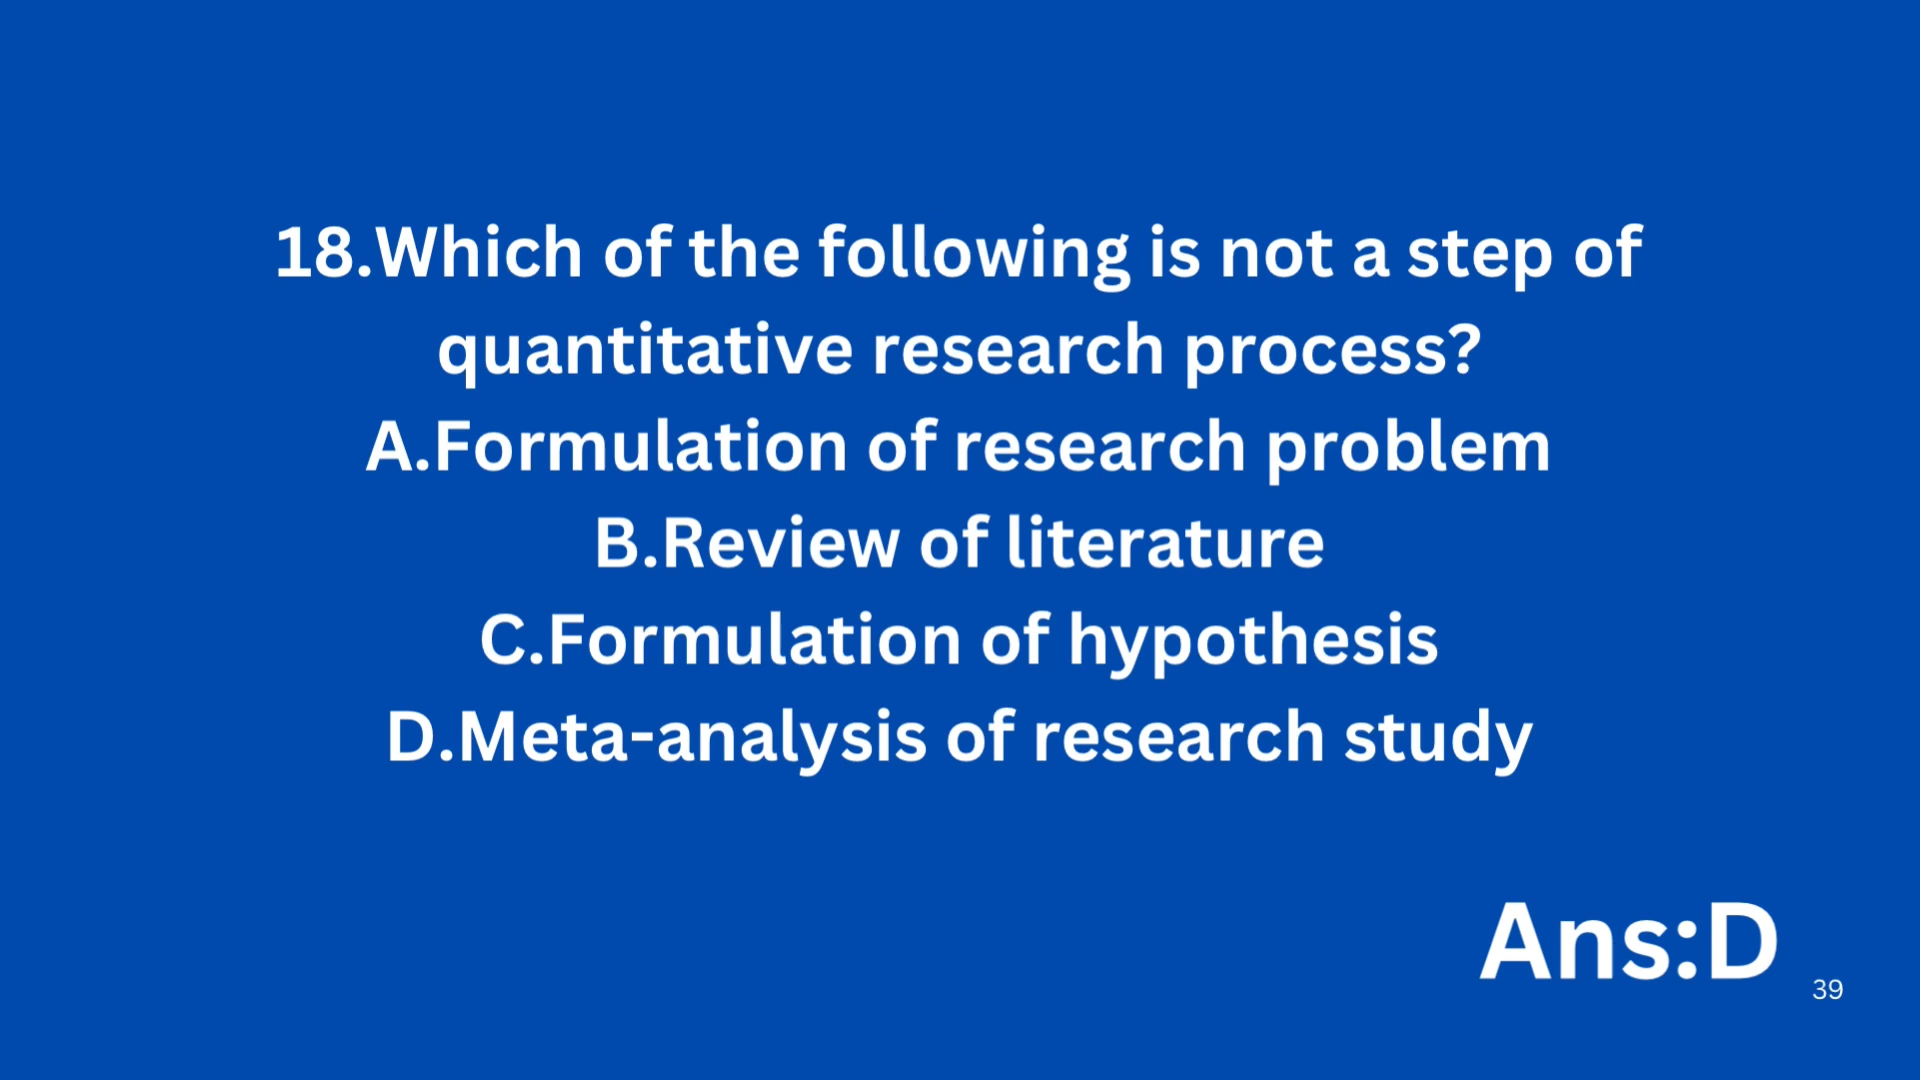 18.Which of the following is not a step of
quantitative research process?
A.Formulation of research problem
B.Review of literature
C.Formulation of hypothesis
D.Meta-analysis of research study
Ans:D
39